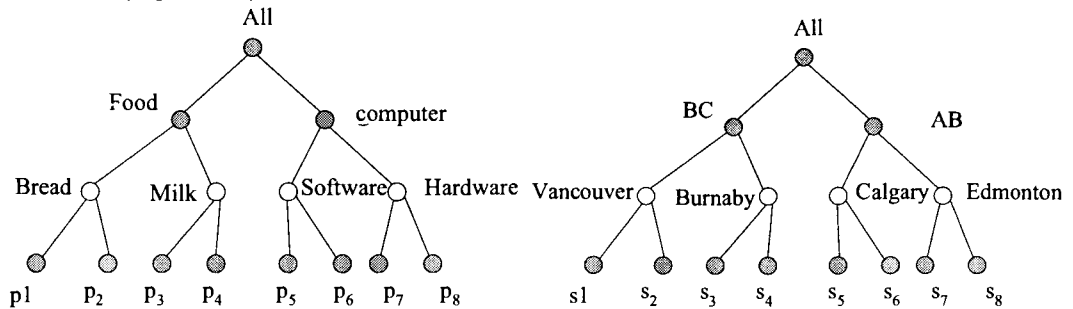 All
Food
computer
Bread
Milk
Software
Hardware
p1
p2
p3
p4
p5
p6
p7
p8
All
BC
AB
Vancouver
Burnaby
Calgary
Edmonton
s1
s2
s3
s4
s5
s6
s7
s8